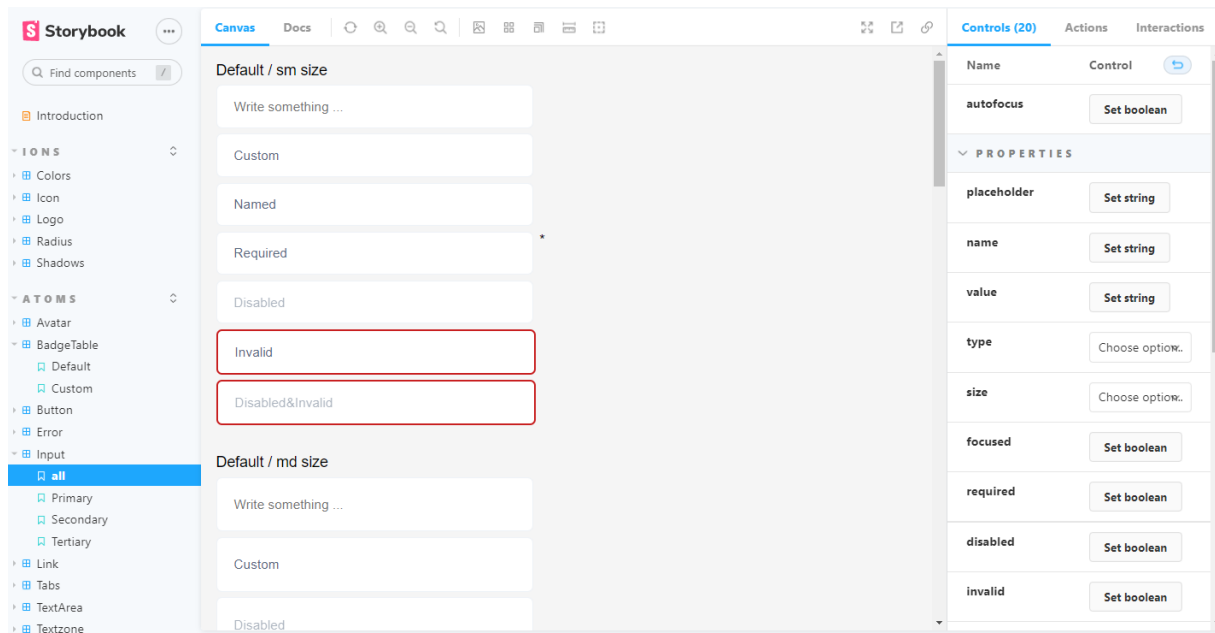 Storybook
Find components /
Introduction
IONS
Colors
Icon
Logo
Radius
Shadows
ATOMS
Avatar
BadgeTable
Default
Custom
Button
Error
Input
all
Primary
Secondary
Tertiary
Link
Tabs
TextArea
Textzone
Canvas Docs
Default / sm size
Write something ...
Custom
Named
Required *
Disabled
Invalid
Disabled&Invalid
Default / md size
Write something ...
Custom
Disabled
Controls (20) Actions Interactions
Name Control
autofocus Set boolean
PROPERTIES
placeholder Set string
name Set string
value Set string
type Choose option..
size Choose option..
focused Set boolean
required Set boolean
disabled Set boolean
invalid Set boolean